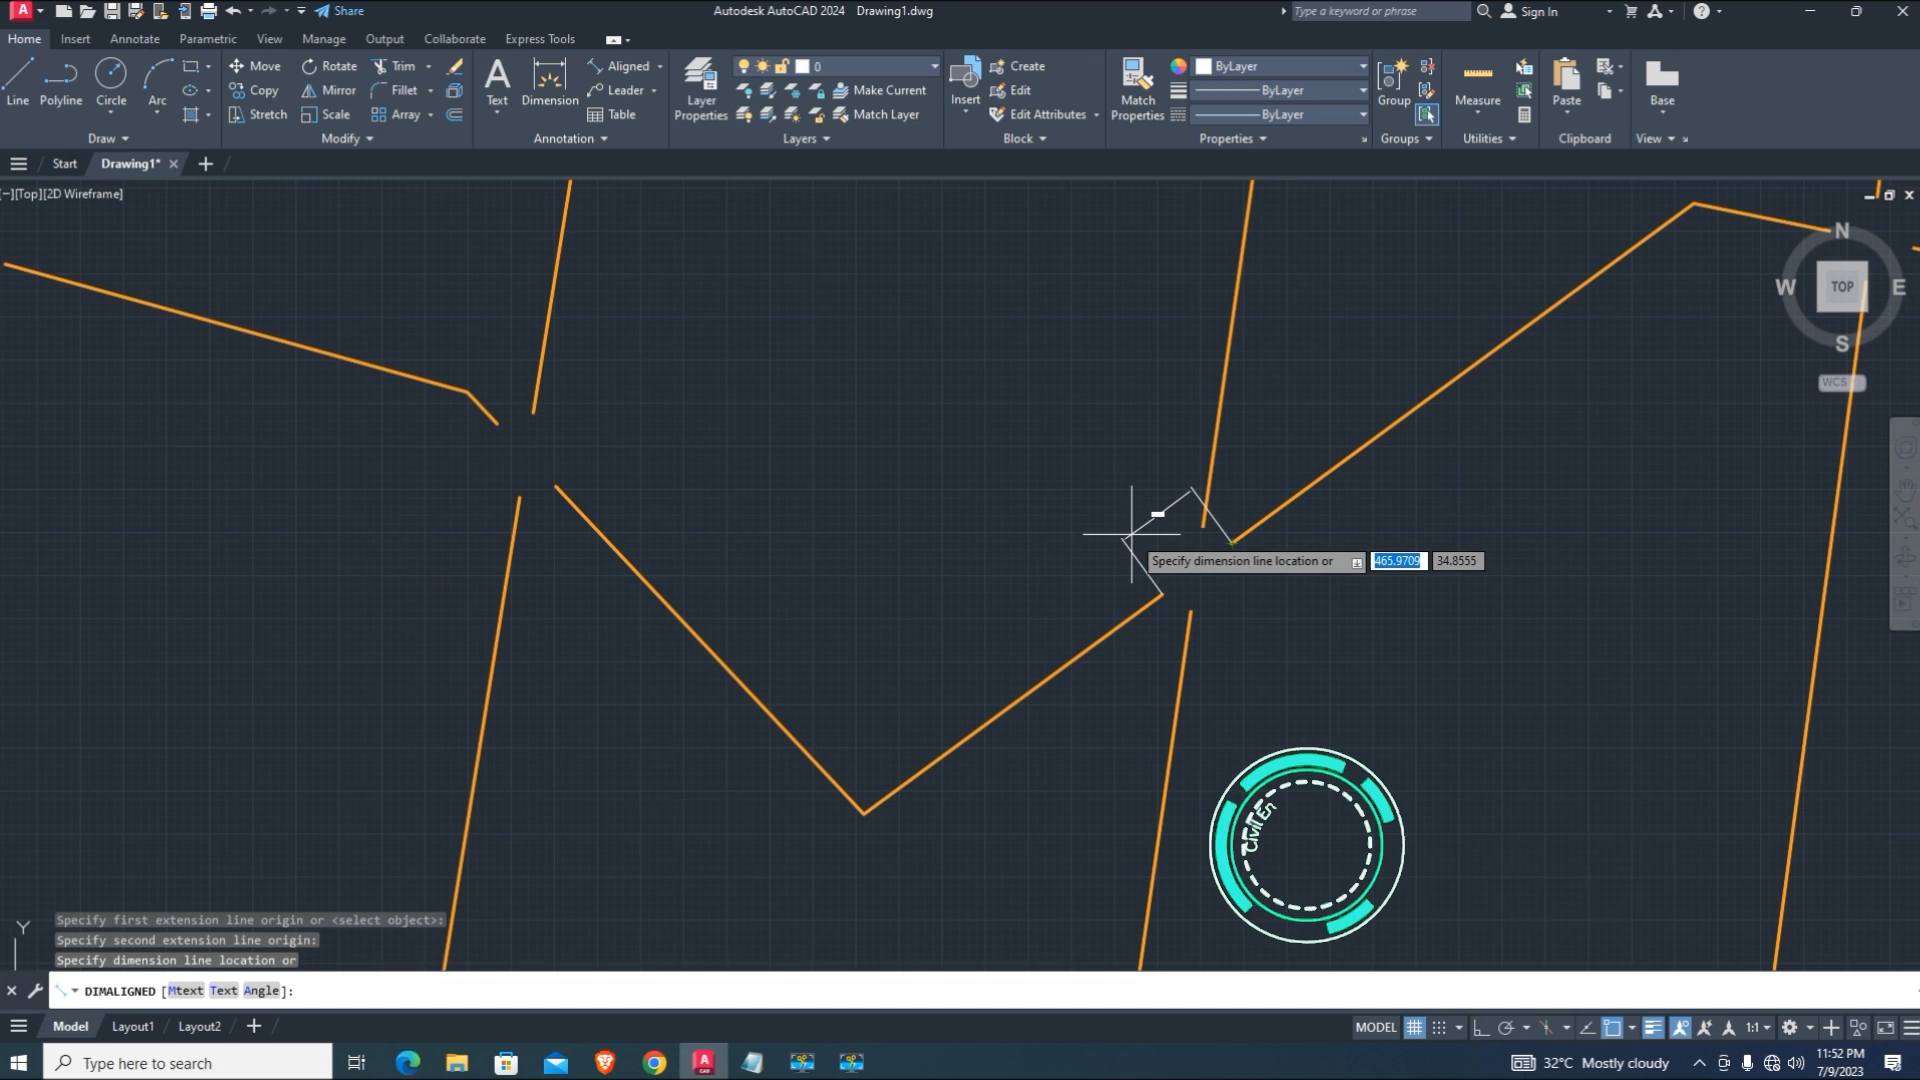 Share
Autodesk AutoCAD 2024 Drawing1.dwg
Type a keyword or phrase
Sign In
Home Insert Annotate Parametric View Manage Output Collaborate Express Tools
Line Polyline Circle Arc
Draw
Move Rotate Trim
Copy Mirror Fillet
Stretch Scale Array
Modify
Text Dimension
Aligned
Leader
Table
Annotation
Layer Properties
0
Make Current
Match Layer
Layers
Insert
Create
Edit
Edit Attributes
Block
Match Properties
ByLayer
ByLayer
ByLayer
Properties
Group
Groups
Measure
Utilities
Paste
Clipboard
Base
View
Start Drawing1*
[−][Top][2D Wireframe]
N
W TOP E
S
WCS
Specify dimension line location or 465.9709 34.8555
Civil En
Specify first extension line origin or <select object>:
Specify second extension line origin:
Specify dimension line location or
Y
DIMALIGNED [Mtext Text Angle]:
Model Layout1 Layout2
MODEL 1:1
Type here to search
32°C Mostly cloudy
11:52 PM
7/9/2023